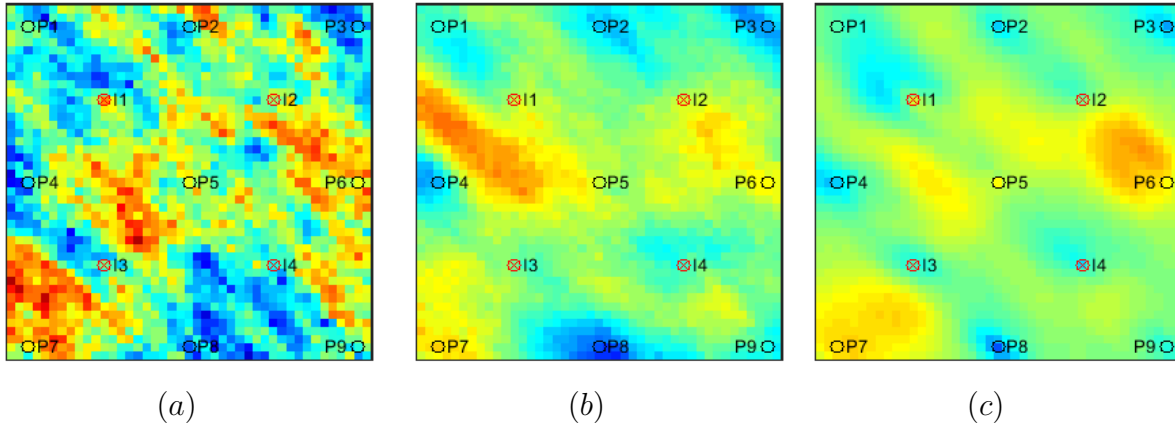 P1 P2 P3 P1 P2 P3 P1 P2 P3
I1 I2 I1 I2 I1 I2
P4 P5 P6 P4 P5 P6 P4 P5 P6
I3 I4 I3 I4 I3 I4
P7 P8 P9 P7 P8 P9 P7 P8 P9
(a) (b) (c)